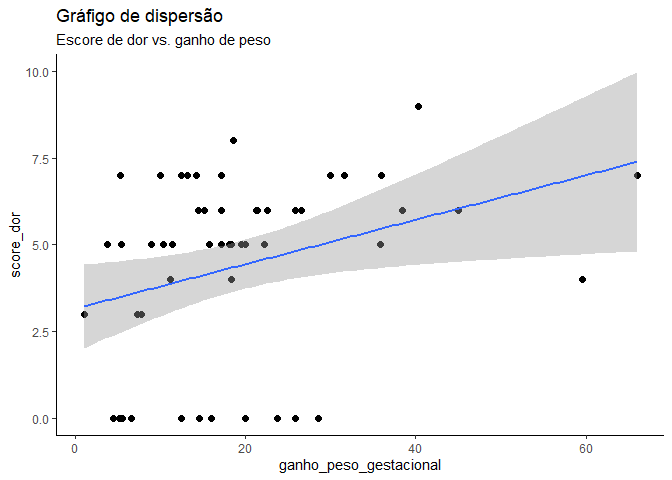 Gráfigo de dispersão
Escore de dor vs. ganho de peso
10.0
7.5
5.0
2.5
0.0
score_dor
0 20 40 60
ganho_peso_gestacional